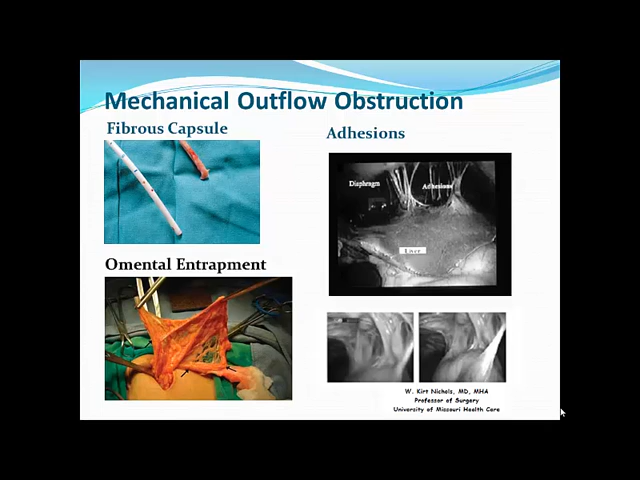 Mechanical Outflow Obstruction
Fibrous Capsule
Adhesions
Diaphragm
Adhesions
Liver
Omental Entrapment
W. Kirt Nichols, MD, MHA
Professor of Surgery
University of Missouri Health Care